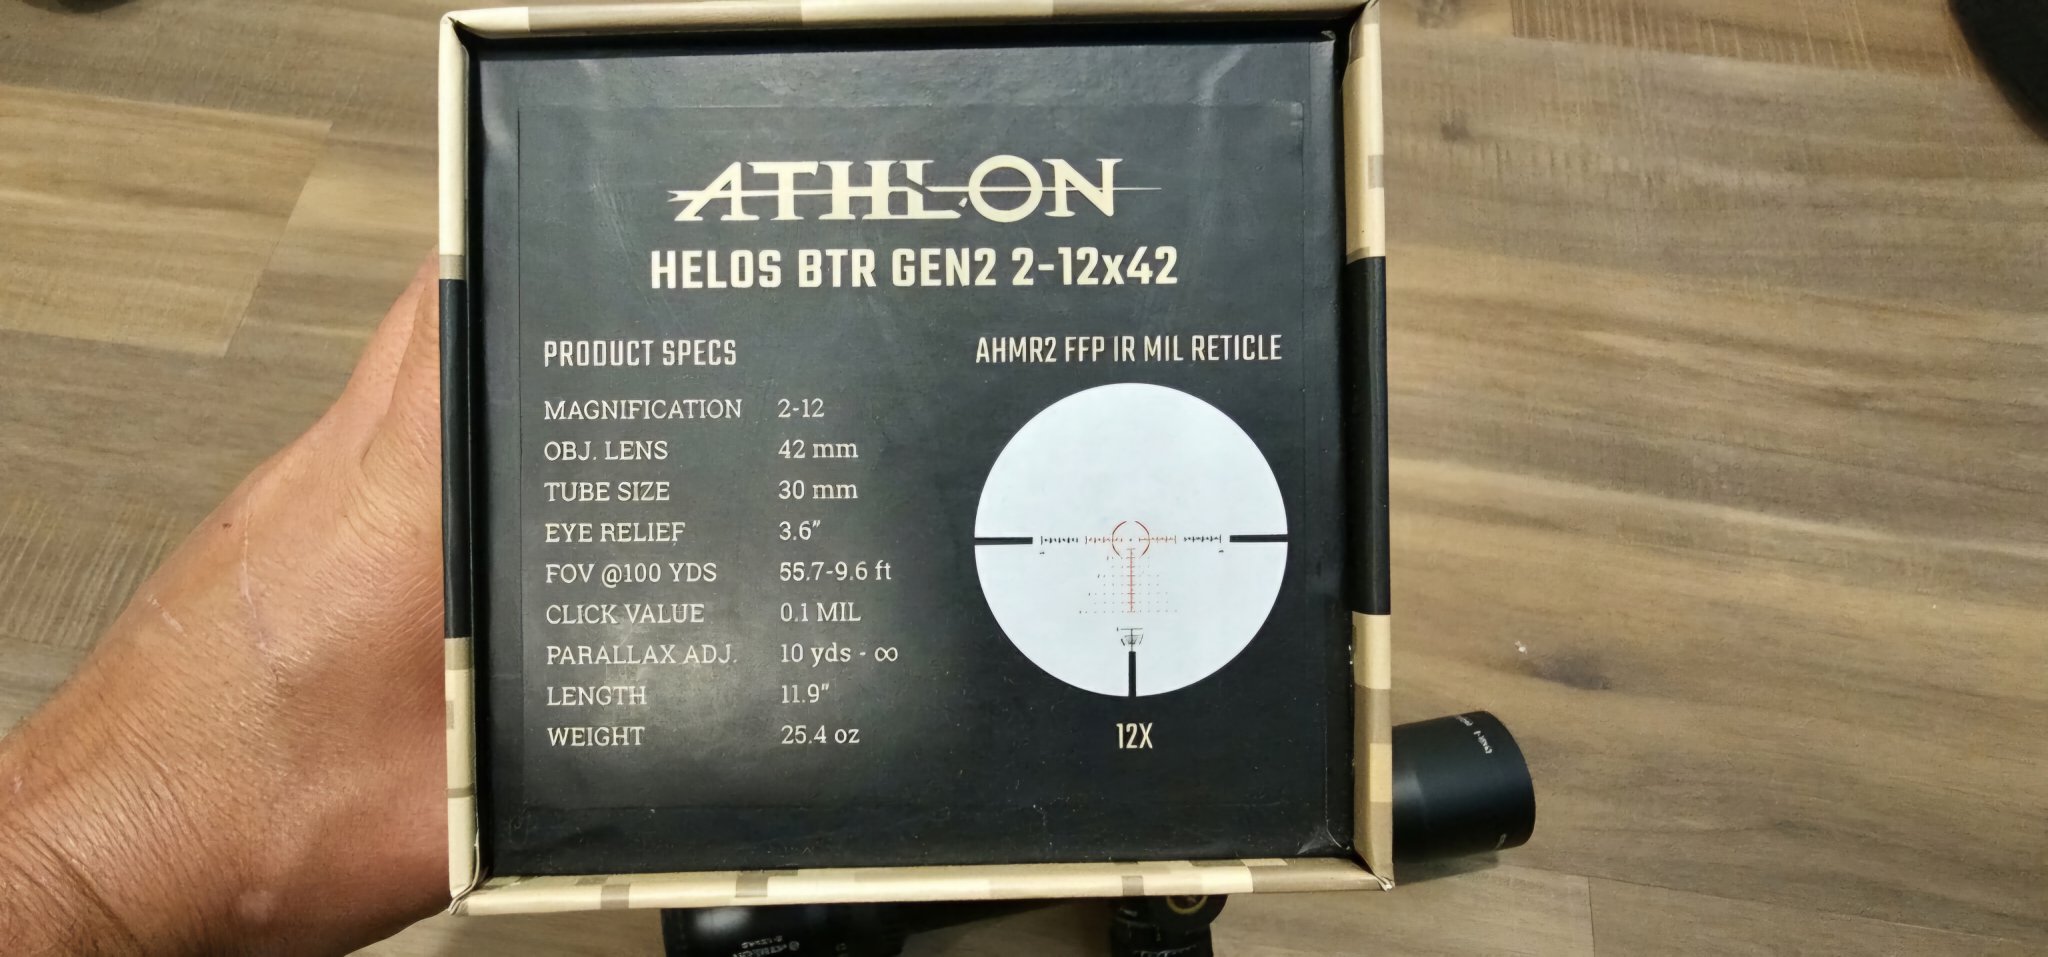 ATHLON
HELOS BTR GEN2 2-12x42
PRODUCT SPECS
MAGNIFICATION 2-12
OBJ. LENS 42 mm
TUBE SIZE 30 mm
EYE RELIEF 3.6"
FOV @100 YDS 55.7-9.6 ft
CLICK VALUE 0.1 MIL
PARALLAX ADJ. 10 yds - ∞
LENGTH 11.9"
WEIGHT 25.4 oz
AHMR2 FFP IR MIL RETICLE
12X